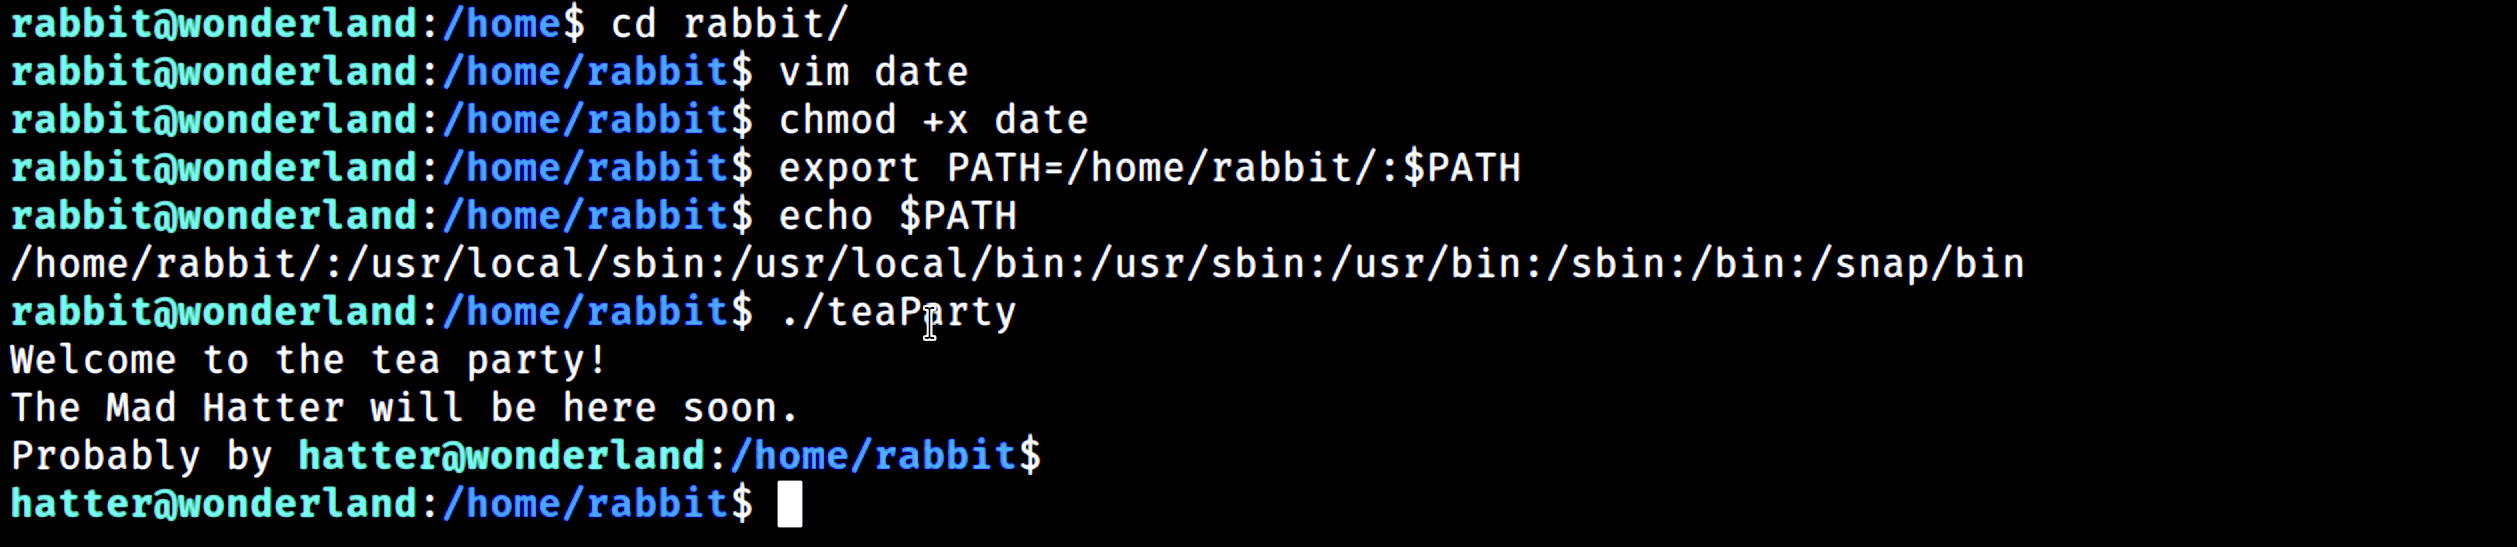 rabbit@wonderland:/home$ cd rabbit/
rabbit@wonderland:/home/rabbit$ vim date
rabbit@wonderland:/home/rabbit$ chmod +x date
rabbit@wonderland:/home/rabbit$ export PATH=/home/rabbit/:$PATH
rabbit@wonderland:/home/rabbit$ echo $PATH
/home/rabbit/:/usr/local/sbin:/usr/local/bin:/usr/sbin:/usr/bin:/sbin:/bin:/snap/bin
rabbit@wonderland:/home/rabbit$ ./teaParty
Welcome to the tea party!
The Mad Hatter will be here soon.
Probably by hatter@wonderland:/home/rabbit$
hatter@wonderland:/home/rabbit$